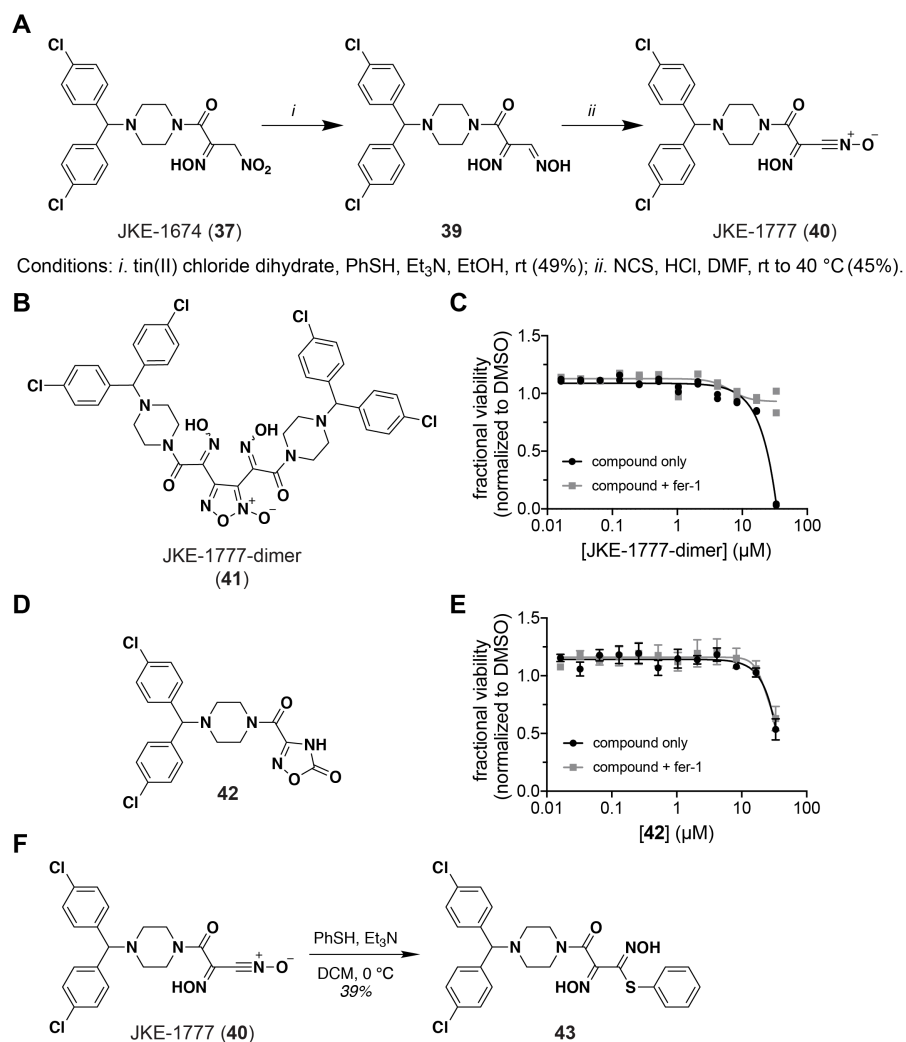 A
Cl
Cl
Cl
O
O
O
N
N
N
N
N
N
i
ii
HON
NO2
HON
NOH
HON
N+
O−
Cl
Cl
Cl
JKE-1674 (37)
39
JKE-1777 (40)
Conditions: i. tin(II) chloride dihydrate, PhSH, Et3N, EtOH, rt (49%); ii. NCS, HCl, DMF, rt to 40 °C (45%).
B
Cl
Cl
Cl
Cl
N
N
HO
N
N
OH
N
N
O
O
N
O
N+
O−
JKE-1777-dimer
(41)
C
fractional viability
(normalized to DMSO)
1.5
1.0
0.5
0.0
compound only
compound + fer-1
0.01
0.1
1
10
100
[JKE-1777-dimer] (μM)
D
Cl
O
N
N
NH
N
O
O
Cl
42
E
fractional viability
(normalized to DMSO)
1.5
1.0
0.5
0.0
compound only
compound + fer-1
0.01
0.1
1
10
100
[42] (μM)
F
Cl
O
N
N
HON
N+
O−
Cl
JKE-1777 (40)
PhSH, Et3N
DCM, 0 °C
39%
Cl
O
NOH
N
N
HON
S
Cl
43